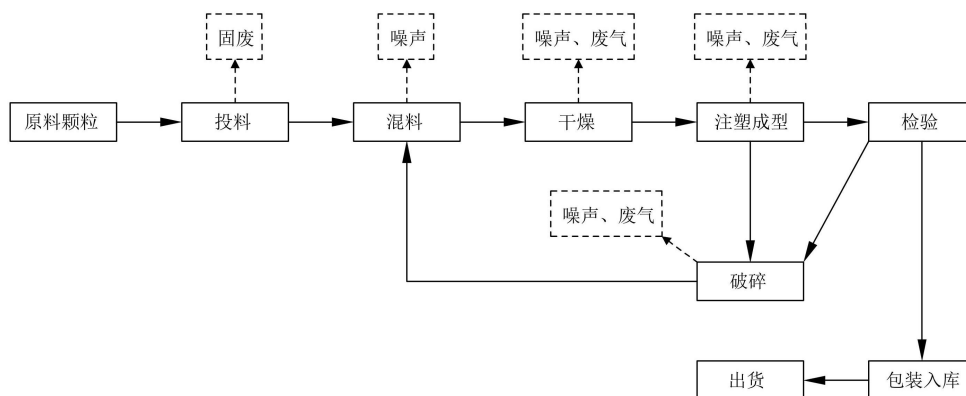 固废
噪声
噪声、废气
噪声、废气
原料颗粒
投料
混料
干燥
注塑成型
检验
噪声、废气
破碎
出货
包装入库